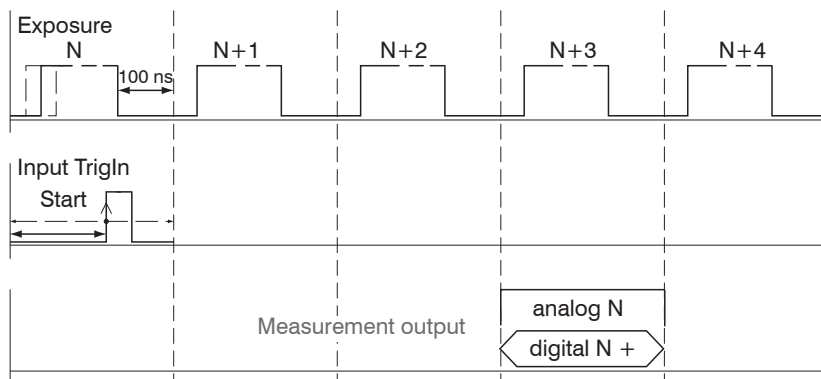 Exposure
N N+1 N+2 N+3 N+4
100 ns
Input TrigIn
Start
Measurement output
analog N
digital N +